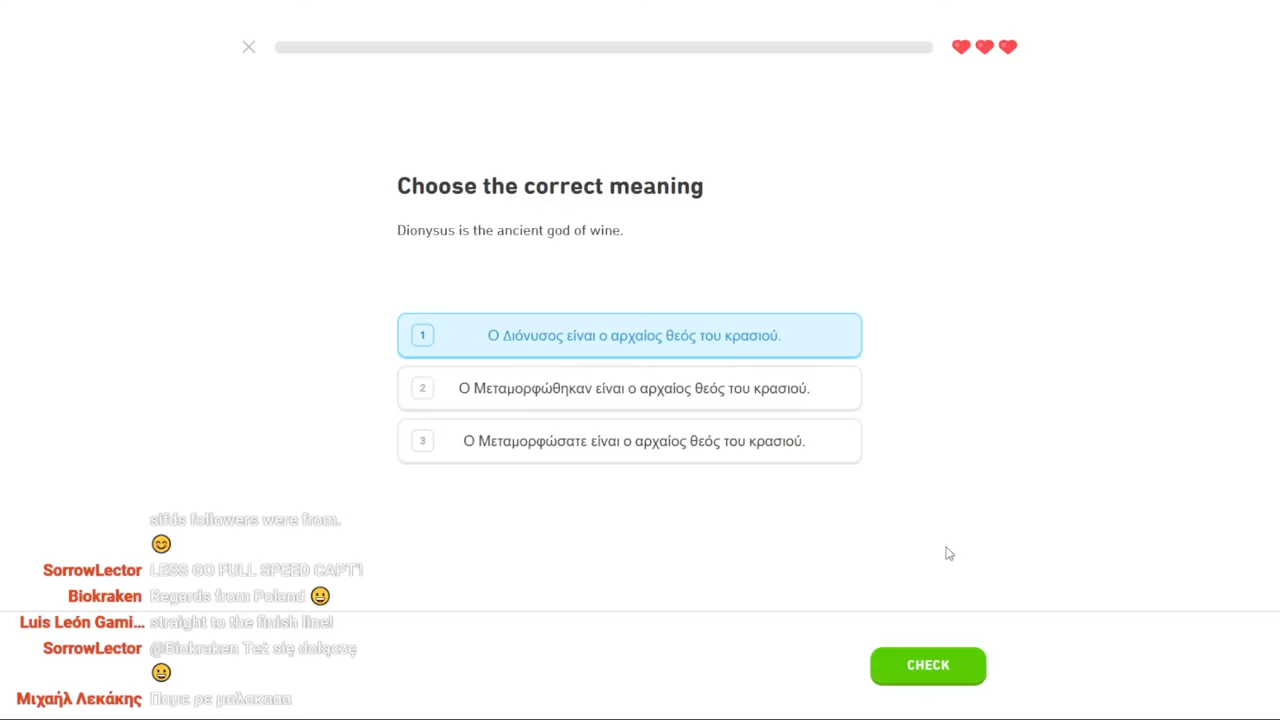 Choose the correct meaning
Dionysus is the ancient god of wine.
1 Ο Διόνυσος είναι ο αρχαίος θεός του κρασιού.
2 Ο Μεταμορφώθηκαν είναι ο αρχαίος θεός του κρασιού.
3 Ο Μεταμορφώσατε είναι ο αρχαίος θεός του κρασιού.
sifds followers were from.
😊
SorrowLector LESS GO FULL SPEED CAPT'I
Biokraken Regards from Poland 😀
Luis León Gami... straight to the finish line!
SorrowLector @Biokraken Też się dołączę
😀
Μιχαήλ Λεκάκης Παμε ρε μαλακααα
CHECK